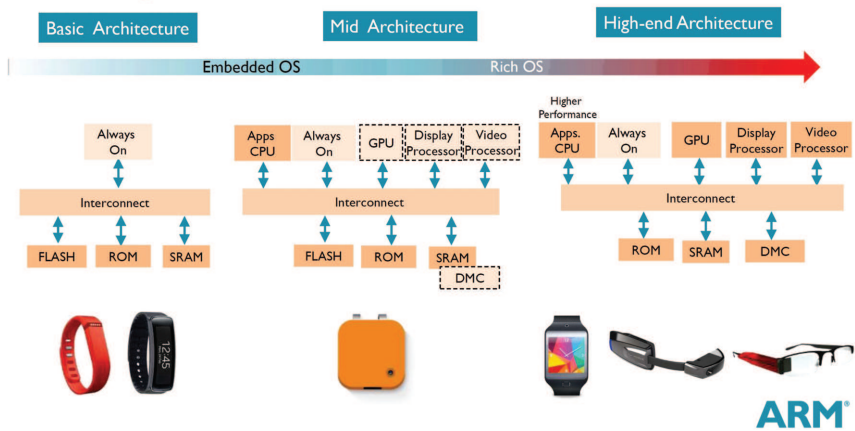 Basic Architecture
Mid Architecture
High-end Architecture
Embedded OS
Rich OS
Always
On
Interconnect
FLASH
ROM
SRAM
12:45
Apps
CPU
Always
On
GPU
Display
Processor
Video
Processor
Interconnect
FLASH
ROM
SRAM
DMC
Higher
Performance
Apps.
CPU
Always
On
GPU
Display
Processor
Video
Processor
Interconnect
ROM
SRAM
DMC
ARM®